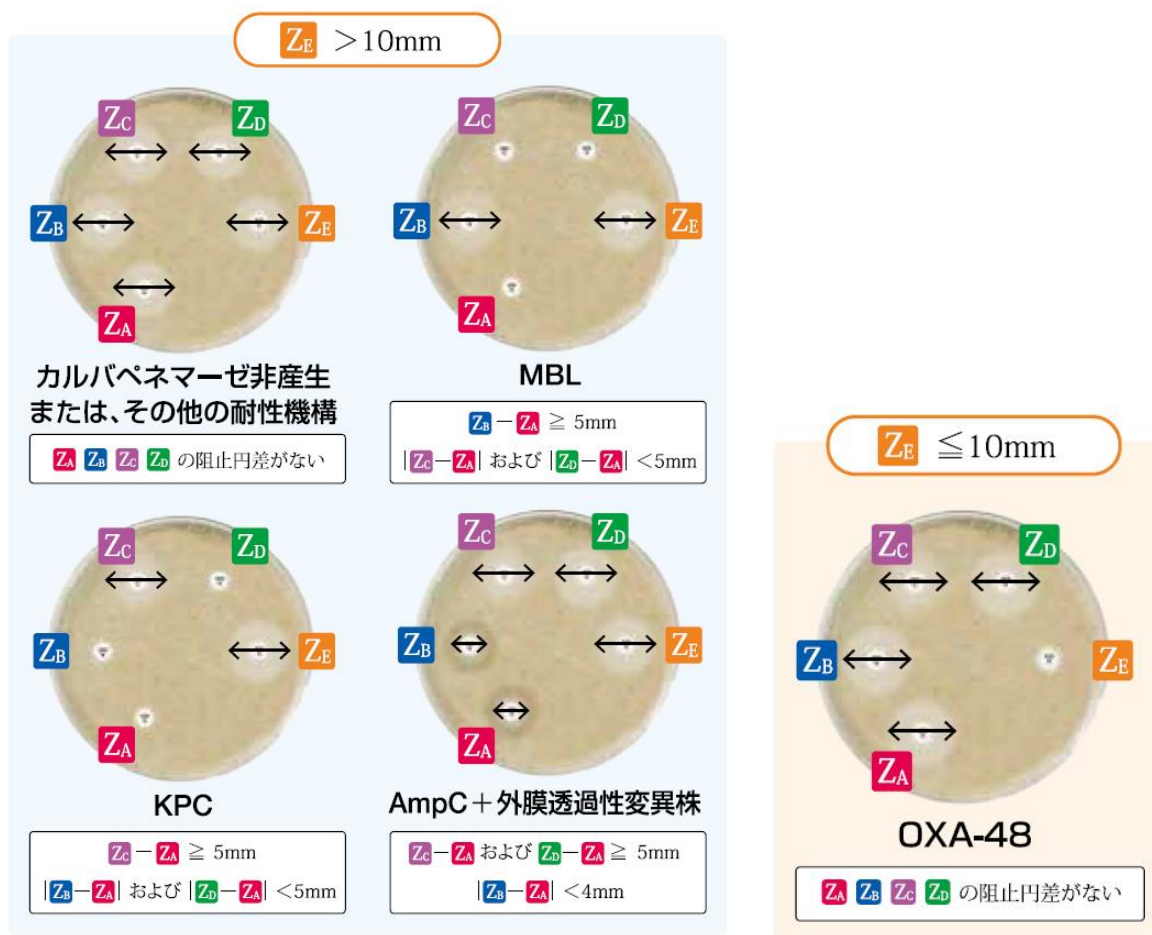 ZE >10mm
ZC
ZD
ZB
ZE
ZA
カルバペネマーゼ非産生
または、その他の耐性機構
ZA ZB ZC ZD の阻止円差がない
ZC
ZD
ZB
ZE
ZA
MBL
ZB－ZA ≧ 5mm
|ZC－ZA| および |ZD－ZA| <5mm
ZC
ZD
ZB
ZE
ZA
KPC
ZC－ZA ≧ 5mm
|ZB－ZA| および |ZD－ZA| <5mm
ZC
ZD
ZB
ZE
ZA
AmpC＋外膜透過性変異株
ZC－ZA および ZD－ZA ≧ 5mm
|ZB－ZA| <4mm
ZE ≦10mm
ZC
ZD
ZB
ZE
ZA
OXA-48
ZA ZB ZC ZD の阻止円差がない